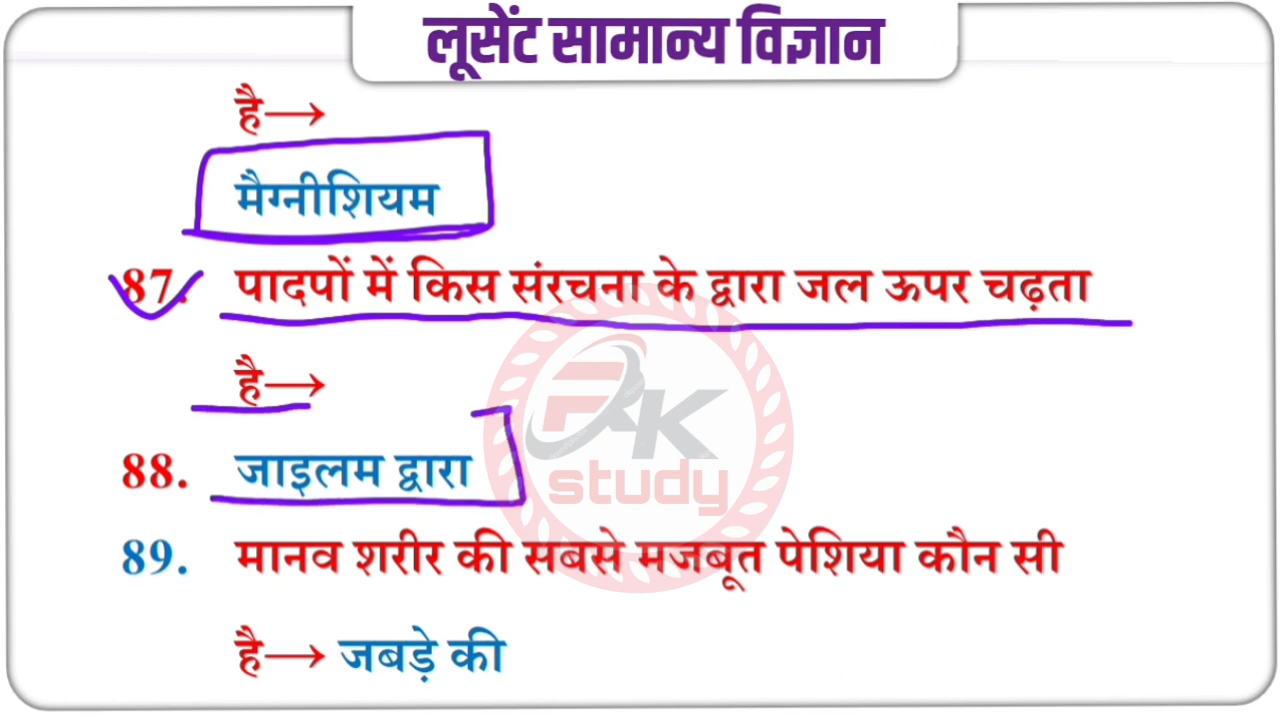 लूसेंट सामान्य विज्ञान
है→
मैग्नीशियम
87. पादपों में किस संरचना के द्वारा जल ऊपर चढ़ता
है→
88. जाइलम द्वारा
RK
study
89. मानव शरीर की सबसे मजबूत पेशिया कौन सी
है→ जबड़े की